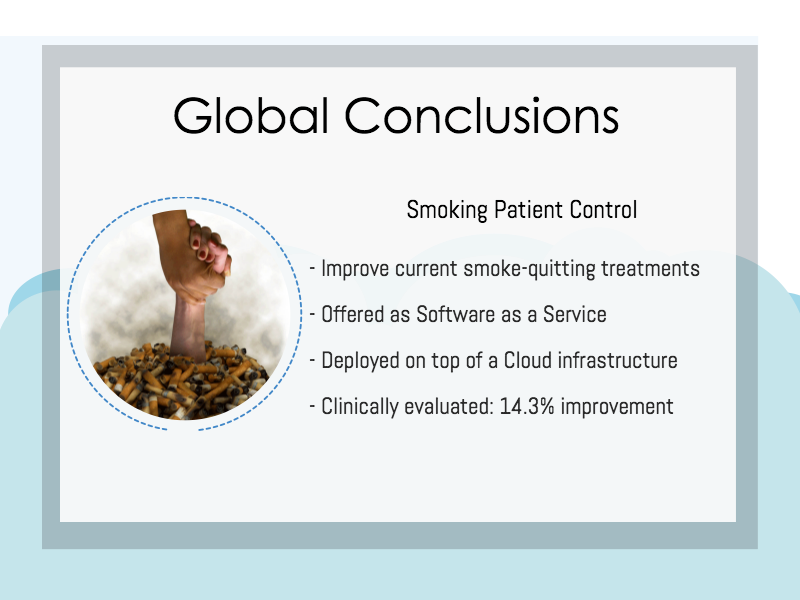 Global Conclusions
Smoking Patient Control
- Improve current smoke-quitting treatments
- Offered as Software as a Service
- Deployed on top of a Cloud infrastructure
- Clinically evaluated: 14.3% improvement